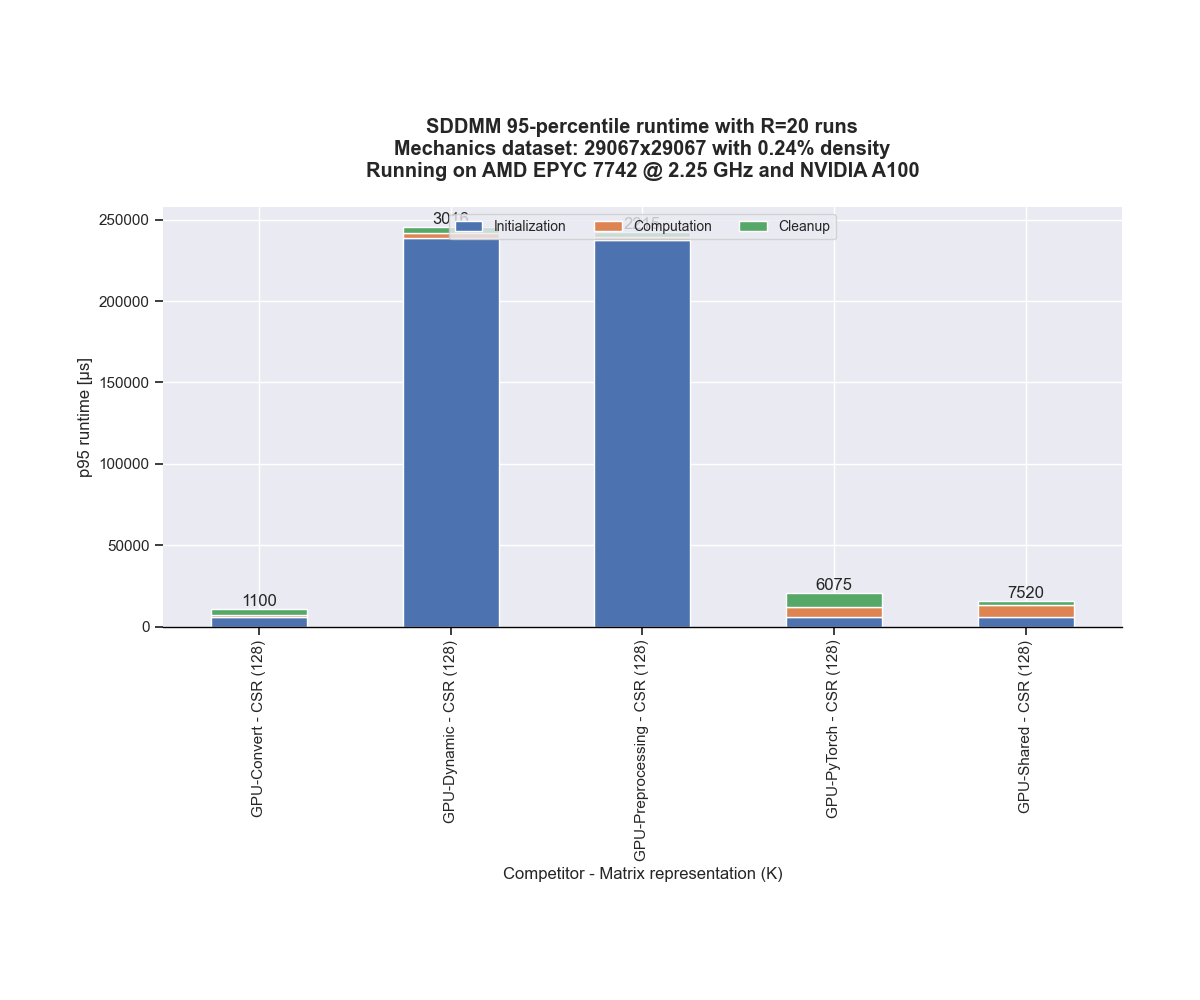 SDDMM 95-percentile runtime with R=20 runs
Mechanics dataset: 29067x29067 with 0.24% density
Running on AMD EPYC 7742 @ 2.25 GHz and NVIDIA A100
Initialization
Computation
Cleanup
p95 runtime [µs]
250000
200000
150000
100000
50000
0
1100
6075
7520
GPU-Convert - CSR (128)
GPU-Dynamic - CSR (128)
GPU-Preprocessing - CSR (128)
GPU-PyTorch - CSR (128)
GPU-Shared - CSR (128)
Competitor - Matrix representation (K)